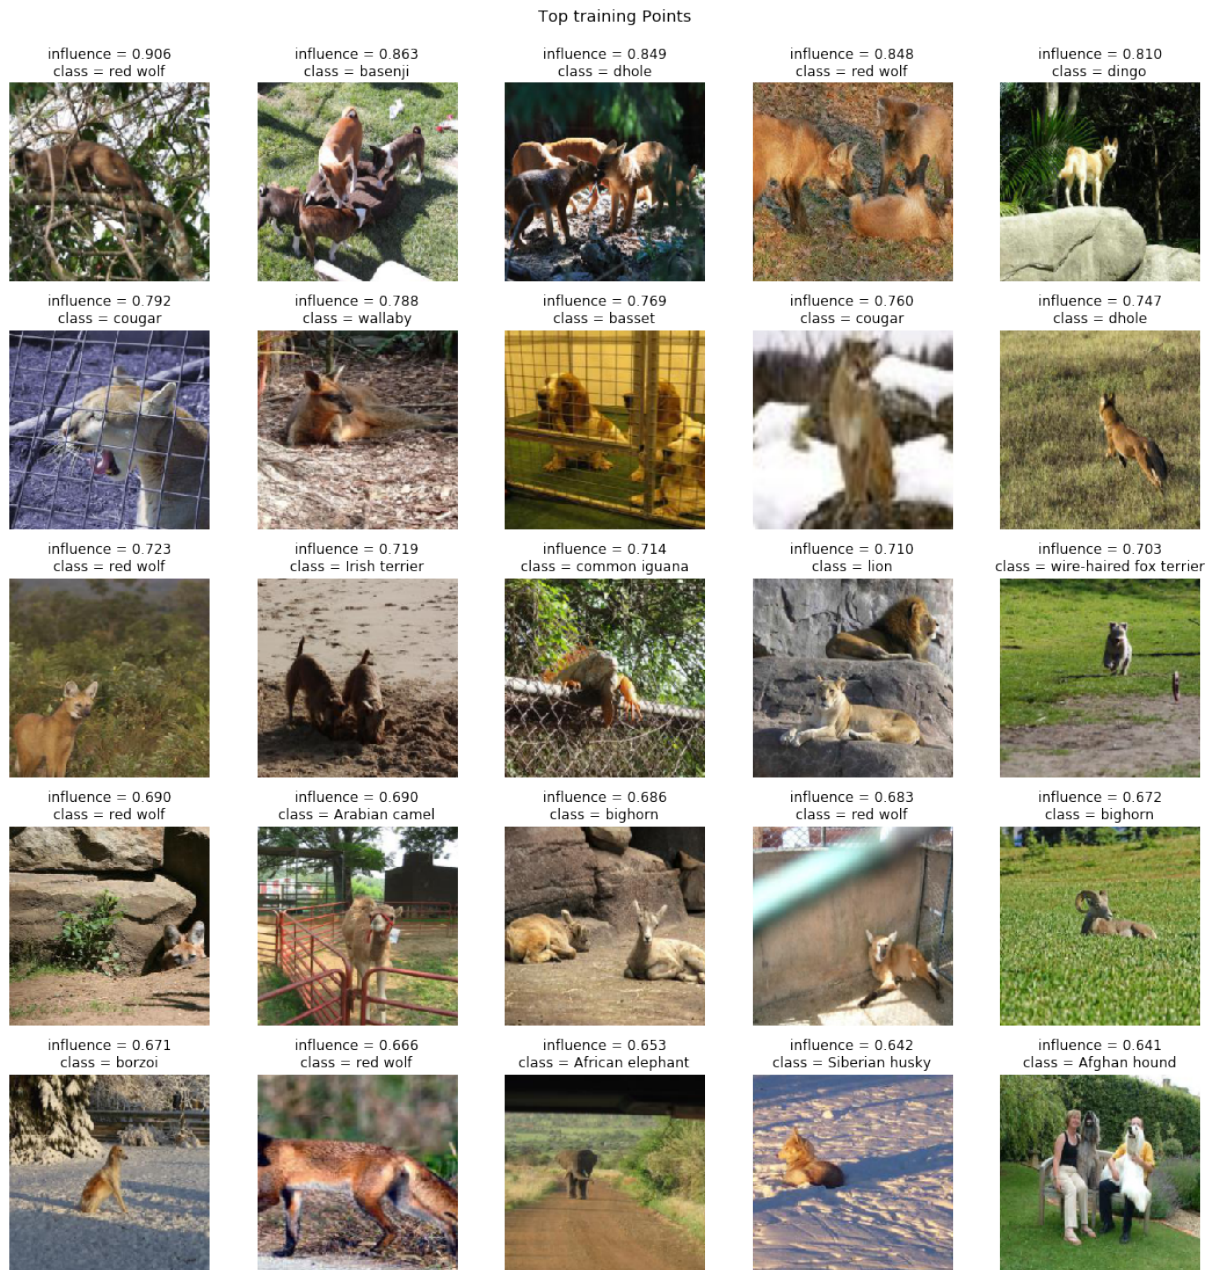 Top training Points
influence = 0.906
class = red wolf
influence = 0.863
class = basenji
influence = 0.849
class = dhole
influence = 0.848
class = red wolf
influence = 0.810
class = dingo
influence = 0.792
class = cougar
influence = 0.788
class = wallaby
influence = 0.769
class = basset
influence = 0.760
class = cougar
influence = 0.747
class = dhole
influence = 0.723
class = red wolf
influence = 0.719
class = Irish terrier
influence = 0.714
class = common iguana
influence = 0.710
class = lion
influence = 0.703
class = wire-haired fox terrier
influence = 0.690
class = red wolf
influence = 0.690
class = Arabian camel
influence = 0.686
class = bighorn
influence = 0.683
class = red wolf
influence = 0.672
class = bighorn
influence = 0.671
class = borzoi
influence = 0.666
class = red wolf
influence = 0.653
class = African elephant
influence = 0.642
class = Siberian husky
influence = 0.641
class = Afghan hound